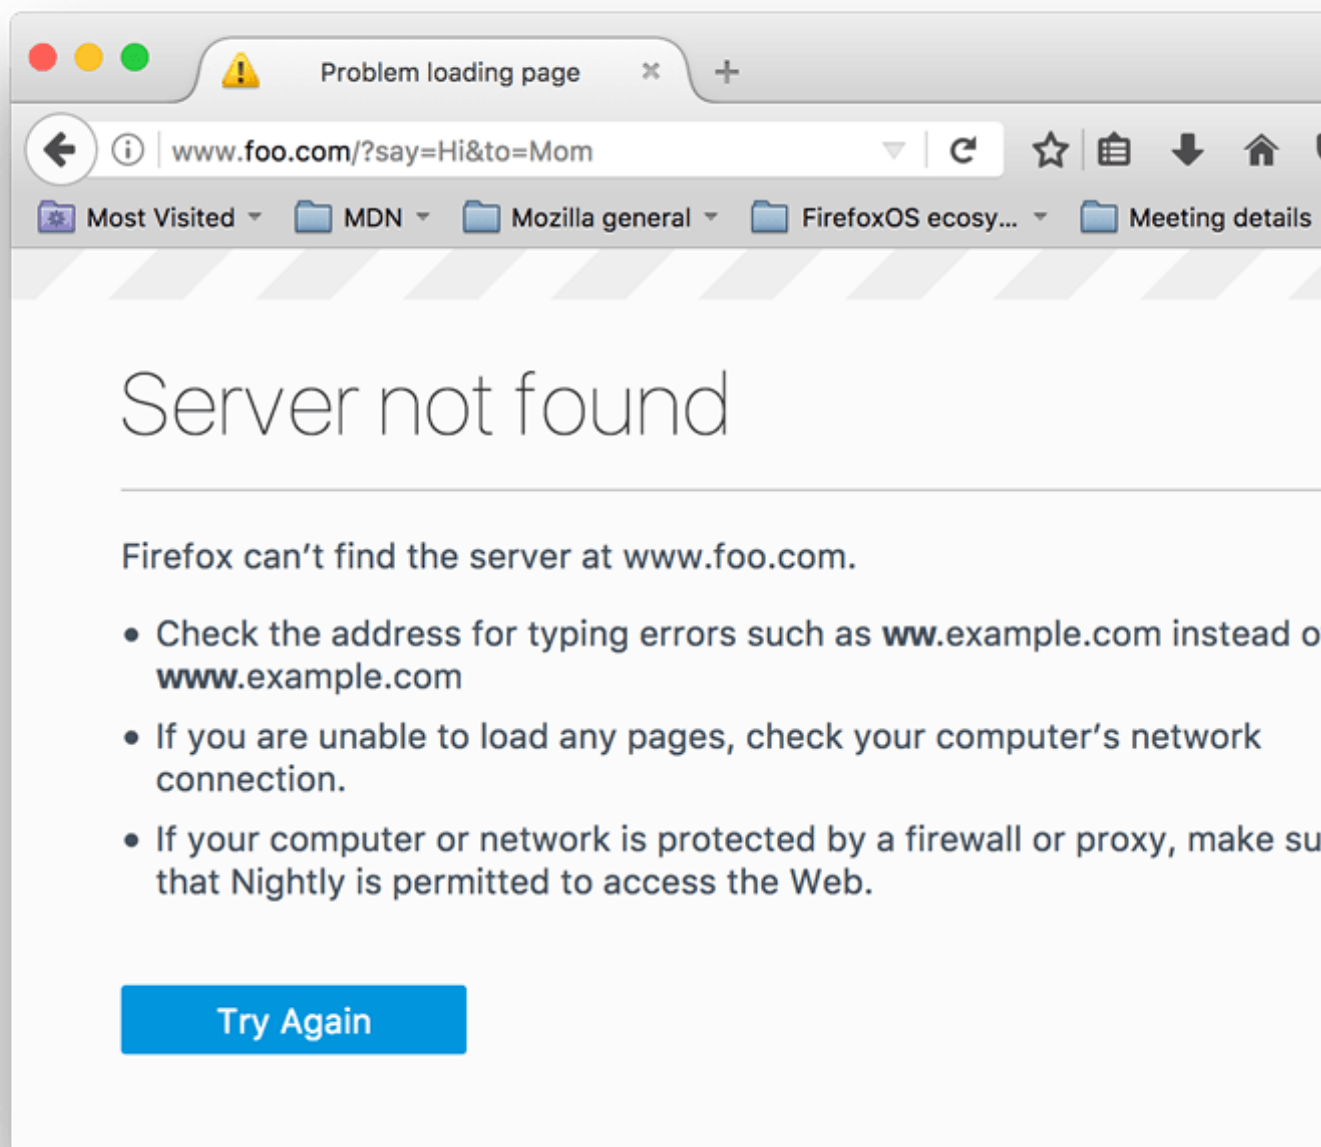 Problem loading page
www.foo.com/?say=Hi&to=Mom
Most Visited MDN Mozilla general FirefoxOS ecosy... Meeting details
Server not found
Firefox can't find the server at www.foo.com.
• Check the address for typing errors such as ww.example.com instead
www.example.com
• If you are unable to load any pages, check your computer's network
connection.
• If your computer or network is protected by a firewall or proxy, make
that Nightly is permitted to access the Web.
Try Again